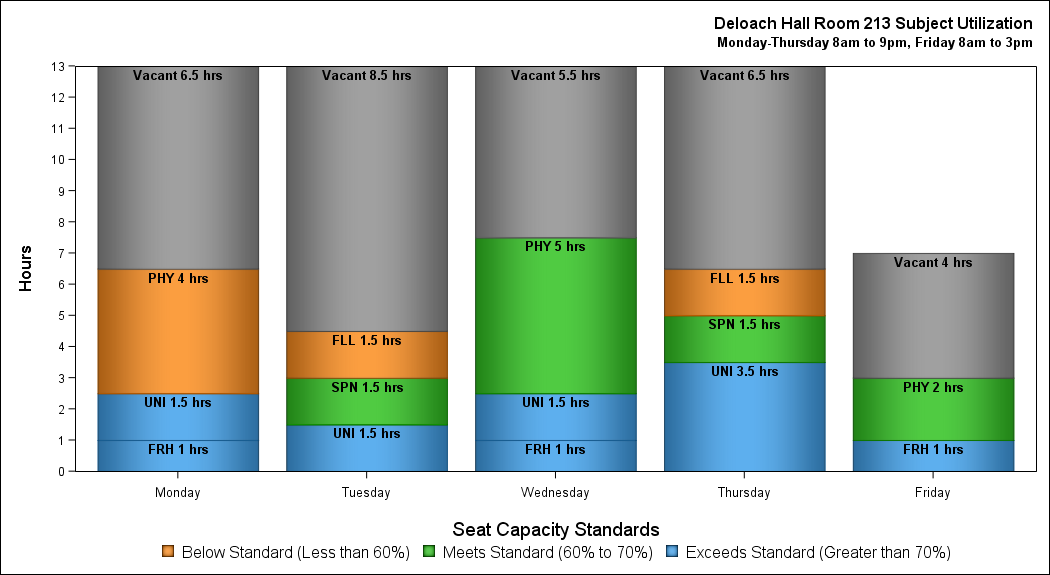 Deloach Hall Room 213 Subject Utilization
Monday-Thursday 8am to 9pm, Friday 8am to 3pm
Hours
13
12
11
10
9
8
7
6
5
4
3
2
1
0
Vacant 6.5 hrs
PHY 4 hrs
UNI 1.5 hrs
FRH 1 hrs
Vacant 8.5 hrs
FLL 1.5 hrs
SPN 1.5 hrs
UNI 1.5 hrs
Vacant 5.5 hrs
PHY 5 hrs
UNI 1.5 hrs
FRH 1 hrs
Vacant 6.5 hrs
FLL 1.5 hrs
SPN 1.5 hrs
UNI 3.5 hrs
Vacant 4 hrs
PHY 2 hrs
FRH 1 hrs
Monday Tuesday Wednesday Thursday Friday
Seat Capacity Standards
Below Standard (Less than 60%) Meets Standard (60% to 70%) Exceeds Standard (Greater than 70%)